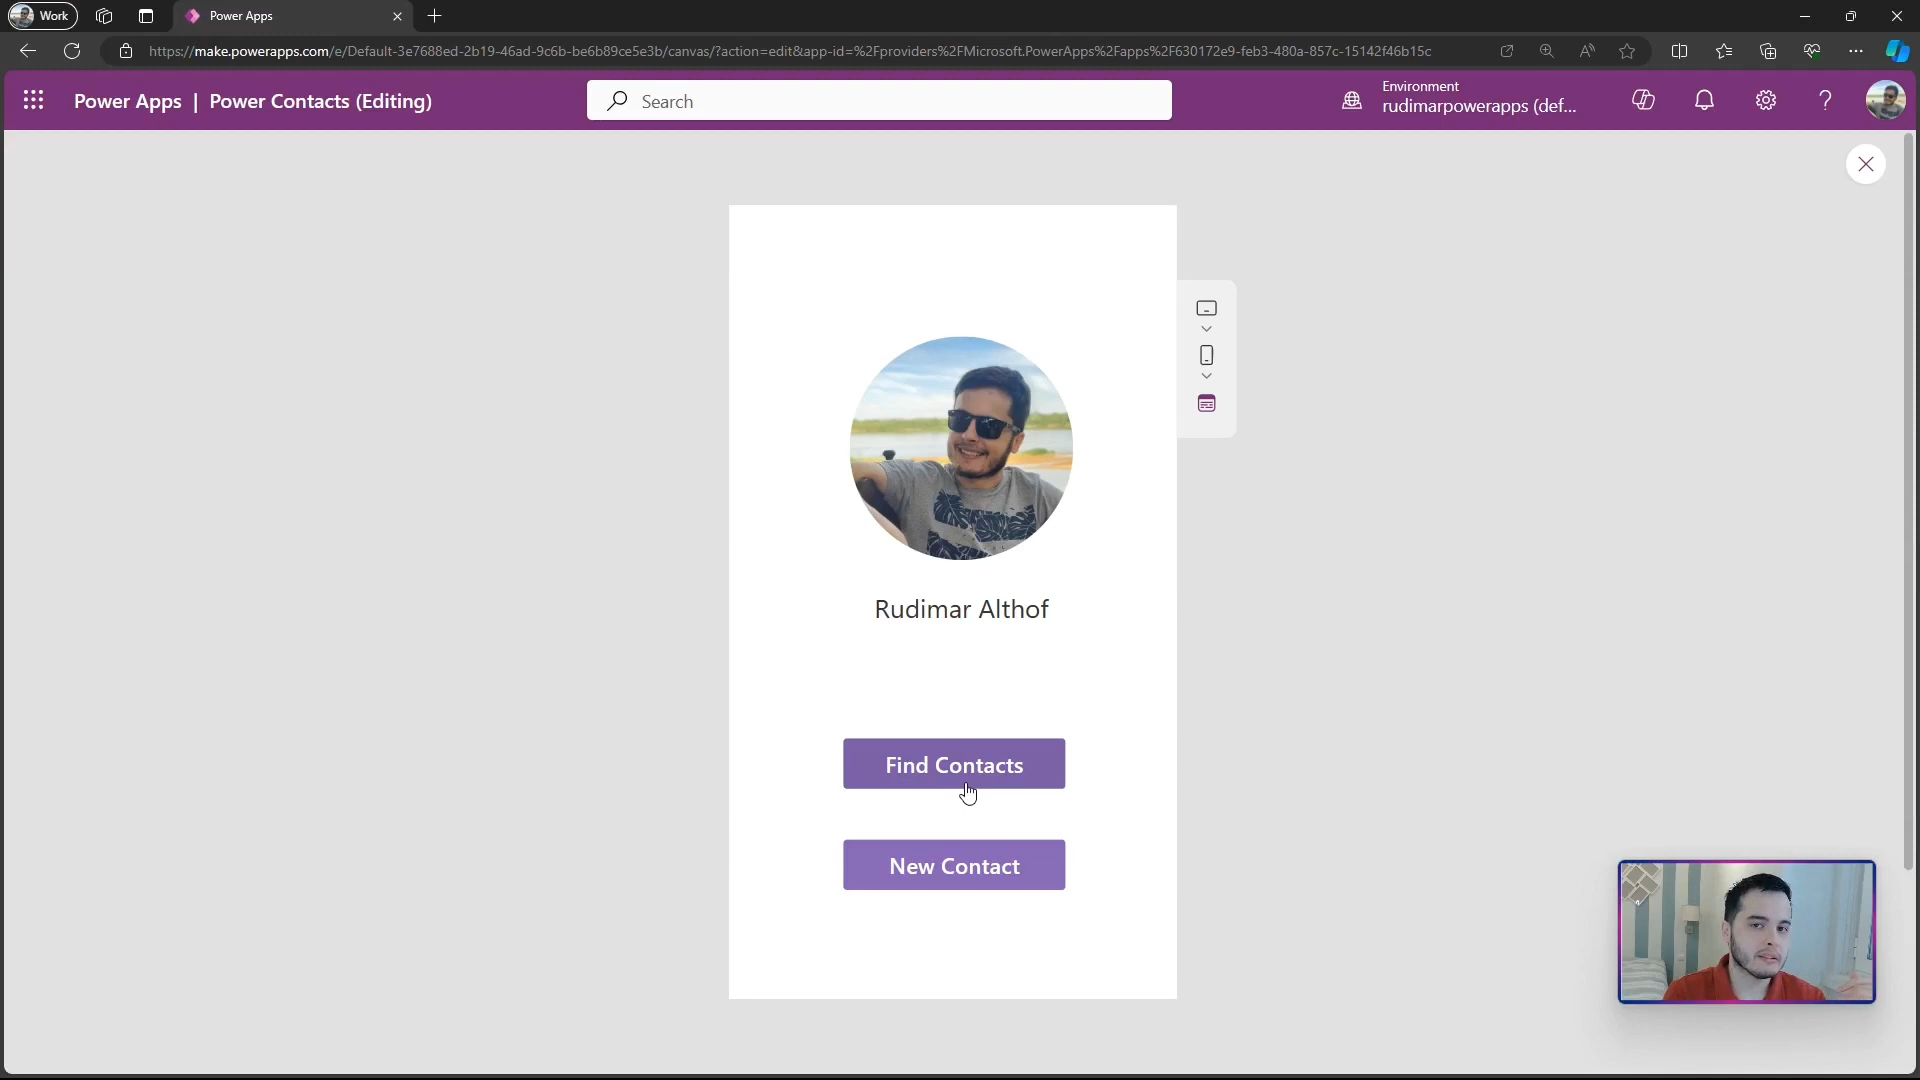 Work
Power Apps
https://make.powerapps.com/e/Default-3e7688ed-2b19-46ad-9c6b-be6b89ce5e3b/canvas/?action=edit&app-id=%2Fproviders%2FMicrosoft.PowerApps%2Fapps%2F630172e9-feb3-480a-857c-15142f46b15c
Power Apps | Power Contacts (Editing)
Search
Environment
rudimarpowerapps (def...
Rudimar Althof
Find Contacts
New Contact